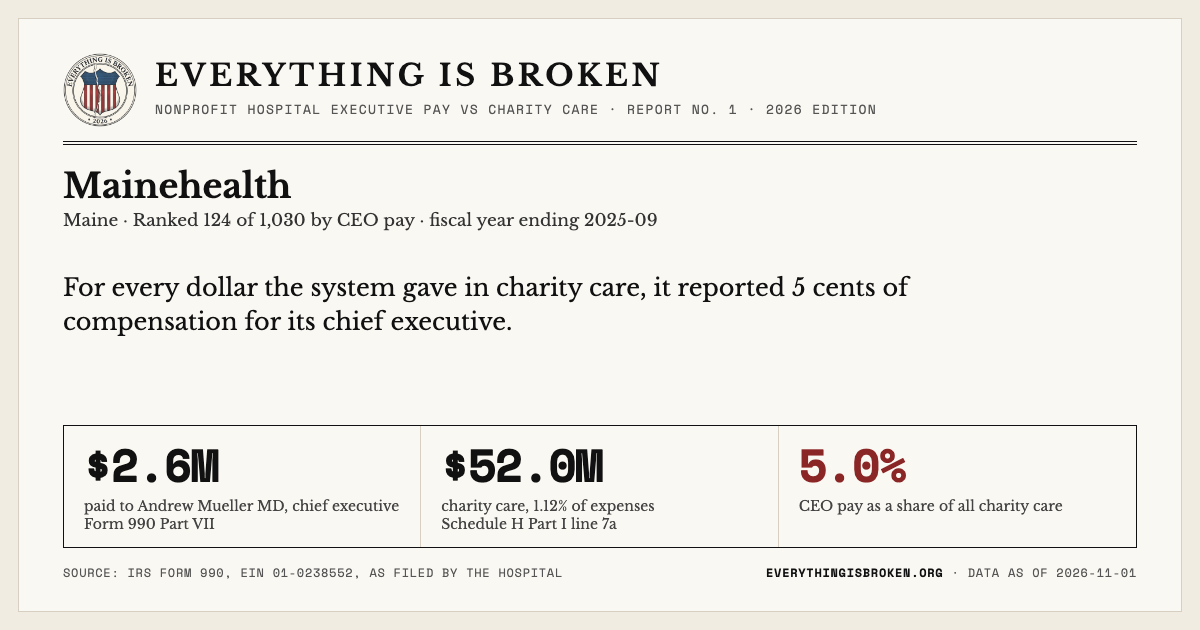 EVERYTHING IS BROKEN
· 2026 ·
EVERYTHING IS BROKEN
NONPROFIT HOSPITAL EXECUTIVE PAY VS CHARITY CARE · REPORT NO. 1 · 2026 EDITION
Mainehealth
Maine · Ranked 124 of 1,030 by CEO pay · fiscal year ending 2025-09
For every dollar the system gave in charity care, it reported 5 cents of
compensation for its chief executive.
$2.6M
paid to Andrew Mueller MD, chief executive
Form 990 Part VII
$52.0M
charity care, 1.12% of expenses
Schedule H Part I line 7a
5.0%
CEO pay as a share of all charity care
SOURCE: IRS FORM 990, EIN 01-0238552, AS FILED BY THE HOSPITAL
EVERYTHINGISBROKEN.ORG · DATA AS OF 2026-11-01